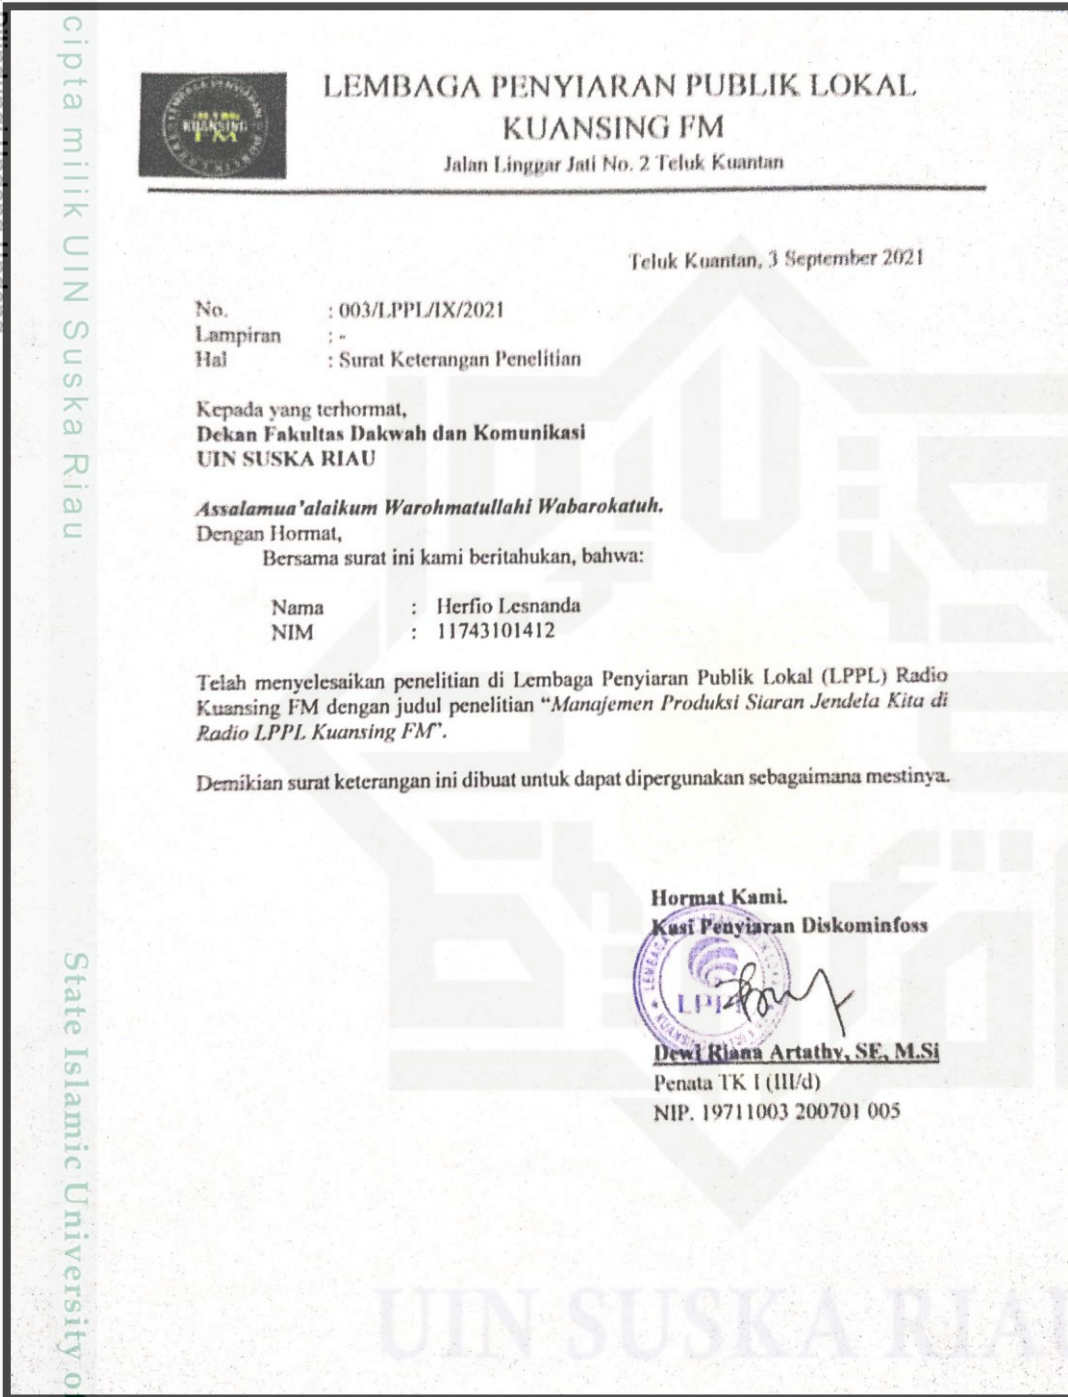 cipta milik UIN Suska Riau
State Islamic University of
KUANSING
FM
LEMBAGA PENYIARAN PUBLIK LOKAL
KUANSING FM
Jalan Linggar Jati No. 2 Teluk Kuantan
Teluk Kuantan, 3 September 2021
No. : 003/LPPL/IX/2021
Lampiran : -
Hal : Surat Keterangan Penelitian
Kepada yang terhormat,
Dekan Fakultas Dakwah dan Komunikasi
UIN SUSKA RIAU
Assalamua'alaikum Warohmatullahi Wabarokatuh.
Dengan Hormat,
Bersama surat ini kami beritahukan, bahwa:
Nama : Herfio Lesnanda
NIM : 11743101412
Telah menyelesaikan penelitian di Lembaga Penyiaran Publik Lokal (LPPL) Radio
Kuansing FM dengan judul penelitian “Manajemen Produksi Siaran Jendela Kita di
Radio LPPL Kuansing FM”.
Demikian surat keterangan ini dibuat untuk dapat dipergunakan sebagaimana mestinya.
Hormat Kami.
Kasi Penyiaran Diskominfoss
LPPL
Dewi Riana Artathy, SE, M.Si
Penata TK I (III/d)
NIP. 19711003 200701 005
UIN SUSKA RIAU